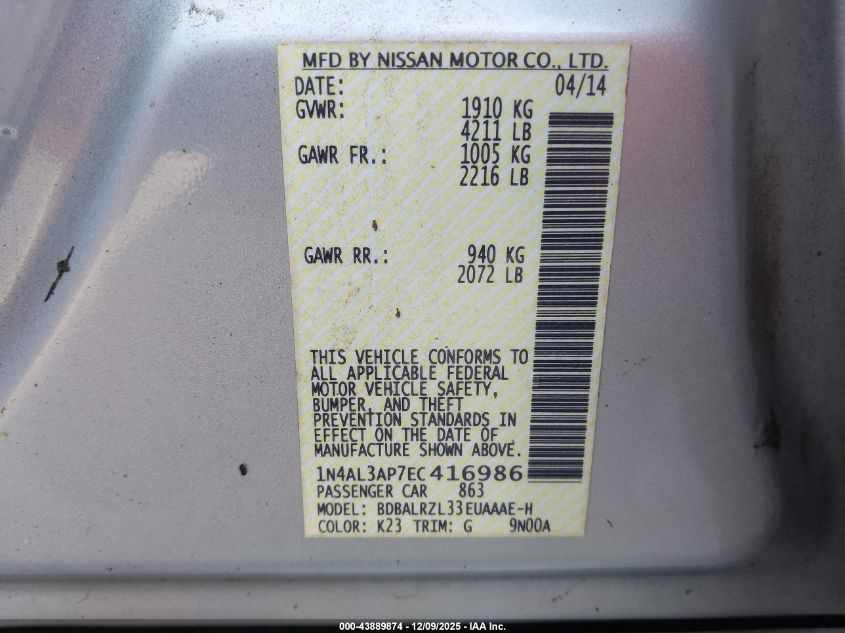 MFD BY NISSAN MOTOR CO., LTD.
DATE: 04/14
GVWR: 1910 KG
4211 LB
GAWR FR.: 1005 KG
2216 LB
GAWR RR.: 940 KG
2072 LB
THIS VEHICLE CONFORMS TO
ALL APPLICABLE FEDERAL
MOTOR VEHICLE SAFETY,
BUMPER, AND THEFT
PREVENTION STANDARDS IN
EFFECT ON THE DATE OF
MANUFACTURE SHOWN ABOVE.
1N4AL3AP7EC416986
PASSENGER CAR 863
MODEL: BDBALRZL33EUAAAE-H
COLOR: K23 TRIM: G 9N00A
000-43889874 / 12/09/2025 - IAA Inc.